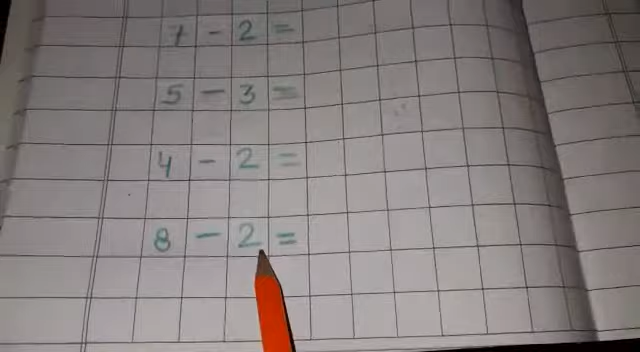 7 - 2 =
5 - 3 =
4 - 2 =
8 - 2 =